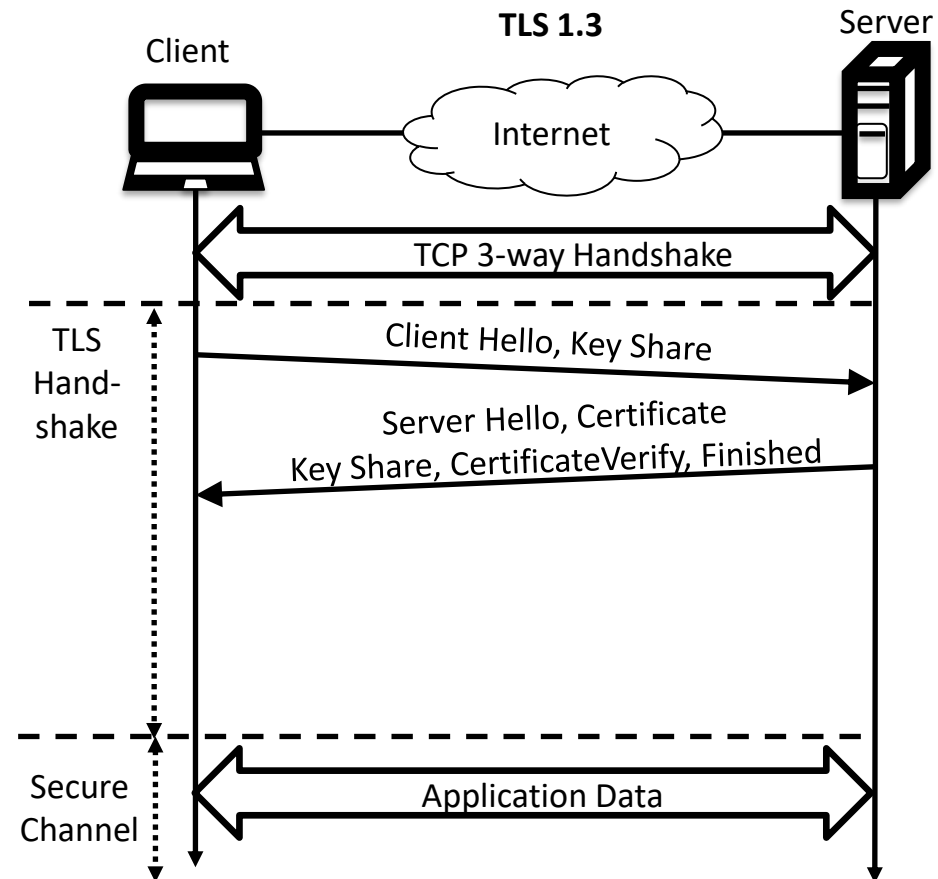 TLS 1.3
Client
Server
Internet
TCP 3-way Handshake
TLS
Hand-
shake
Client Hello, Key Share
Server Hello, Certificate
Key Share, CertificateVerify, Finished
Secure
Channel
Application Data